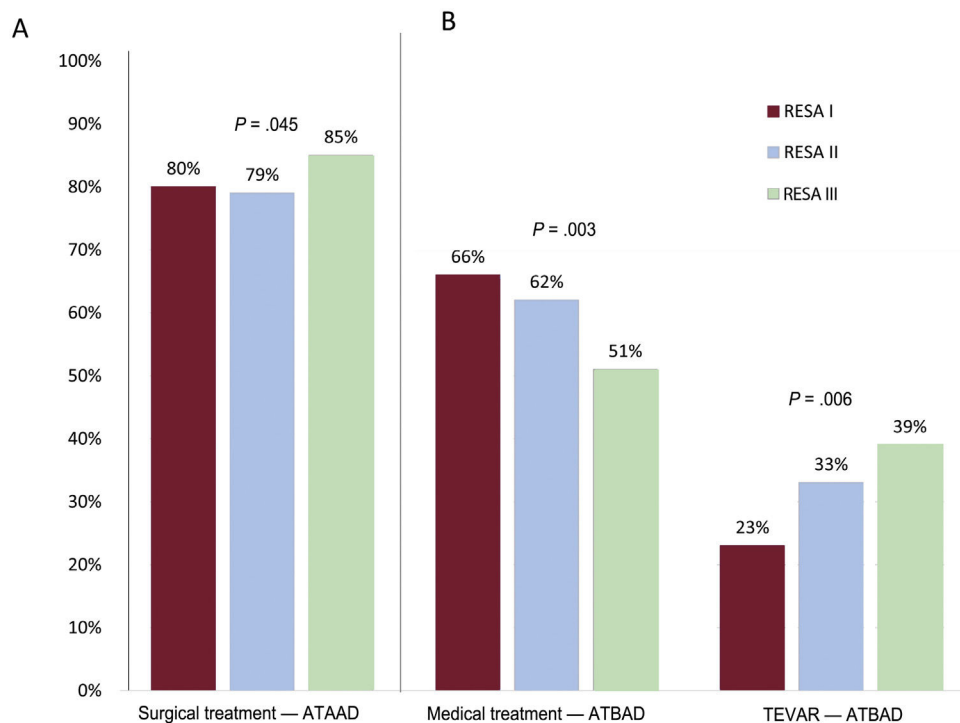 A
B
100%
90%
80%
70%
60%
50%
40%
30%
20%
10%
0%
P = .045
80%
79%
85%
P = .003
66%
62%
51%
P = .006
23%
33%
39%
RESA I
RESA II
RESA III
Surgical treatment — ATAAD
Medical treatment — ATBAD
TEVAR — ATBAD